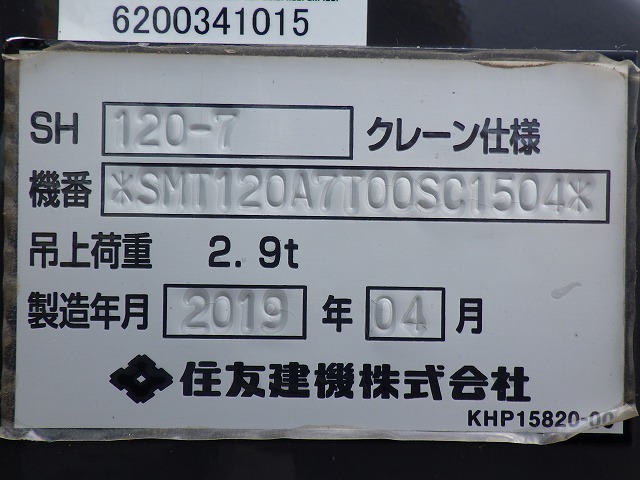 6200341015
SH 120-7 クレーン仕様
機番 *SMT120A7T00SC1504*
吊上荷重 2.9t
製造年月 2019 年 04 月
住友建機株式会社
KHP15820-00